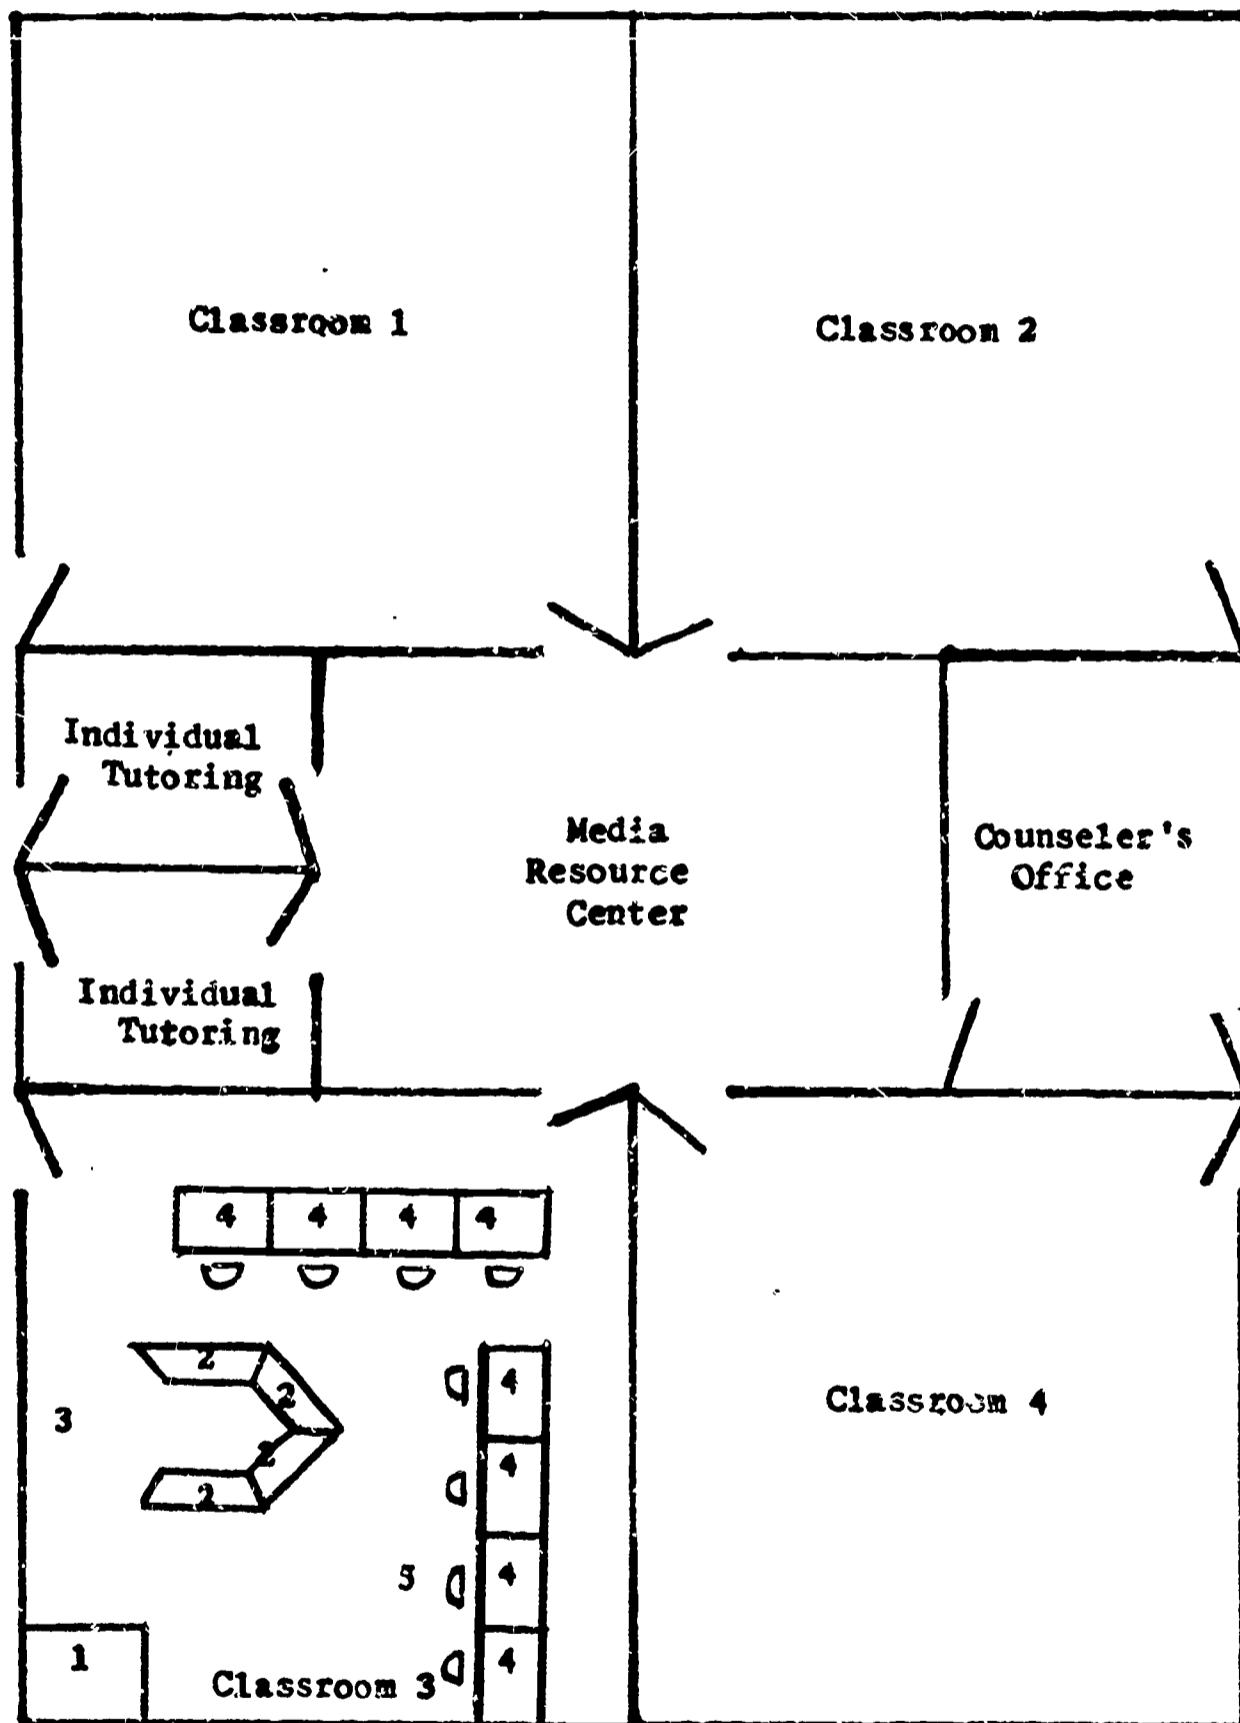 Classroom 1
Classroom 2
Individual
Tutoring
Media
Resource
Center
Counseler's
Office
Individual
Tutoring
4 4 4 4
2
2
4
3
Classroom 4
2
4
2
5
4
1
4
Classroom 3